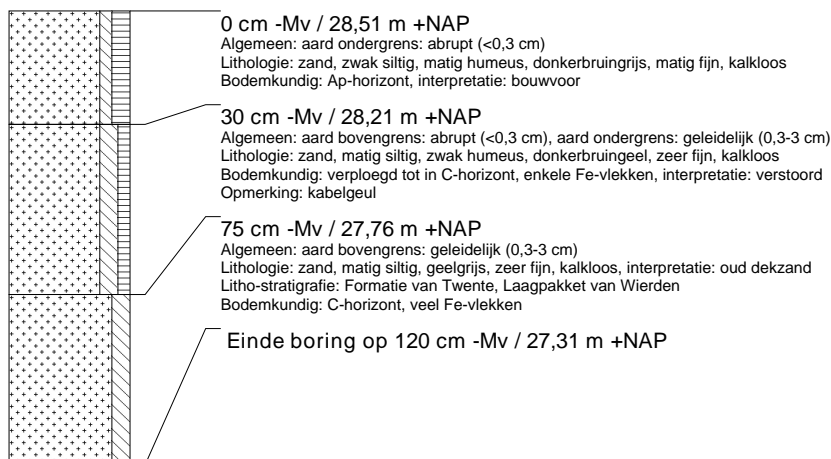 0 cm -Mv / 28,51 m +NAP
Algemeen: aard ondergrens: abrupt (<0,3 cm)
Lithologie: zand, zwak siltig, matig humeus, donkerbruingrijs, matig fijn, kalkloos
Bodemkundig: Ap-horizont, interpretatie: bouwvoor
30 cm -Mv / 28,21 m +NAP
Algemeen: aard bovengrens: abrupt (<0,3 cm), aard ondergrens: geleidelijk (0,3-3 cm)
Lithologie: zand, matig siltig, zwak humeus, donkerbruingeel, zeer fijn, kalkloos
Bodemkundig: verploegd tot in C-horizont, enkele Fe-vlekken, interpretatie: verstoord
Opmerking: kabelgeul
75 cm -Mv / 27,76 m +NAP
Algemeen: aard bovengrens: geleidelijk (0,3-3 cm)
Lithologie: zand, matig siltig, geelgrijs, zeer fijn, kalkloos, interpretatie: oud dekzand
Litho-stratigrafie: Formatie van Twente, Laagpakket van Wierden
Bodemkundig: C-horizont, veel Fe-vlekken
Einde boring op 120 cm -Mv / 27,31 m +NAP